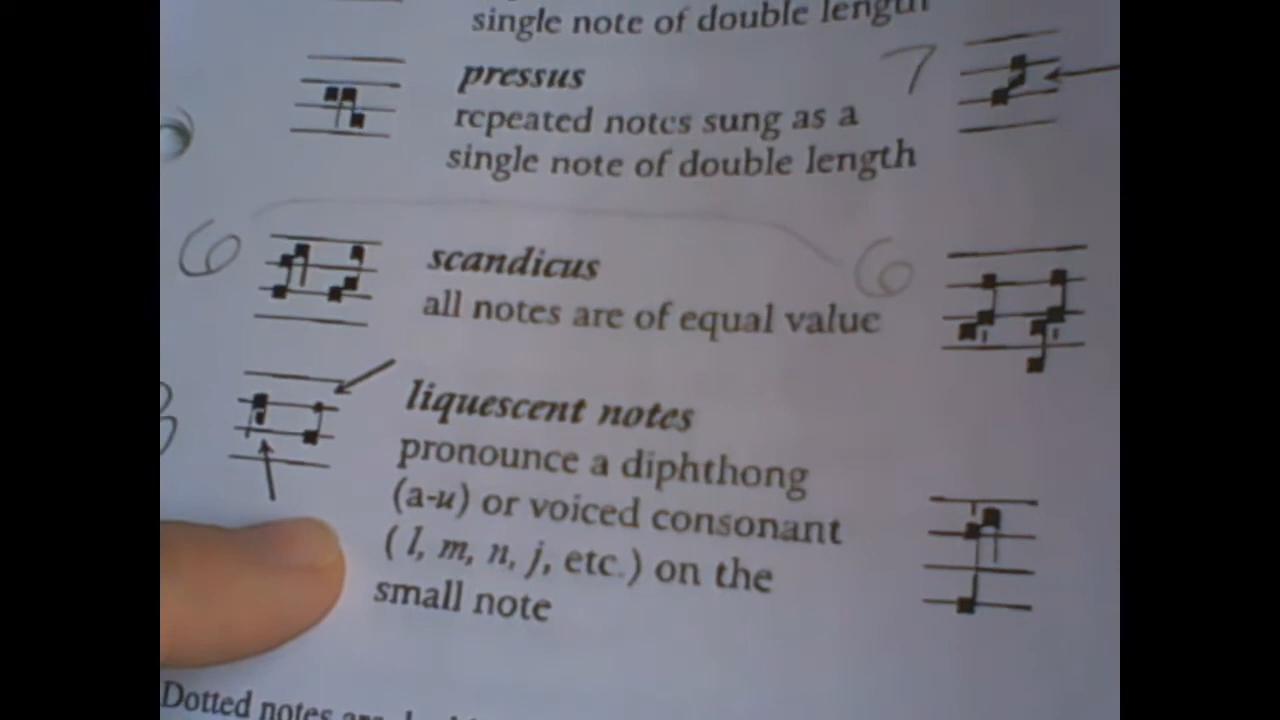 single note of double length
pressus
7
repeated notes sung as a
single note of double length
6
scandicus
6
all notes are of equal value
liquescent notes
pronounce a diphthong
(a-u) or voiced consonant
( l, m, n, j, etc.) on the
small note
Dotted notes